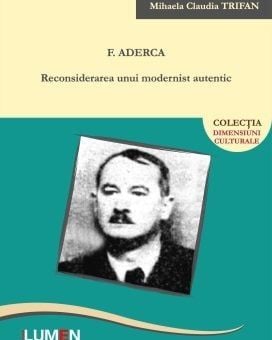 Mihaela Claudia TRIFAN
F. ADERCA
Reconsiderarea unui modernist autentic
COLECȚIA
DIMENSIUNI
CULTURALE
LUMEN